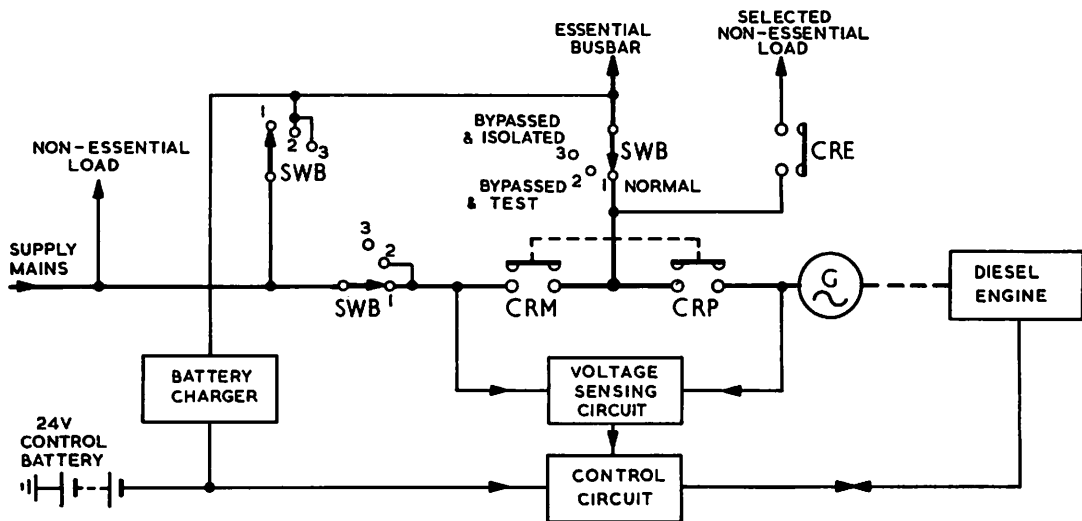 ESSENTIAL
BUSBAR
SELECTED
NON-ESSENTIAL
LOAD
1
2
3
SWB
BYPASSED
& ISOLATED
3
2
1
SWB
NORMAL
BYPASSED
& TEST
CRE
NON-ESSENTIAL
LOAD
SUPPLY
MAINS
3
2
1
SWB
CRM
CRP
G
DIESEL
ENGINE
BATTERY
CHARGER
VOLTAGE
SENSING
CIRCUIT
24V
CONTROL
BATTERY
CONTROL
CIRCUIT